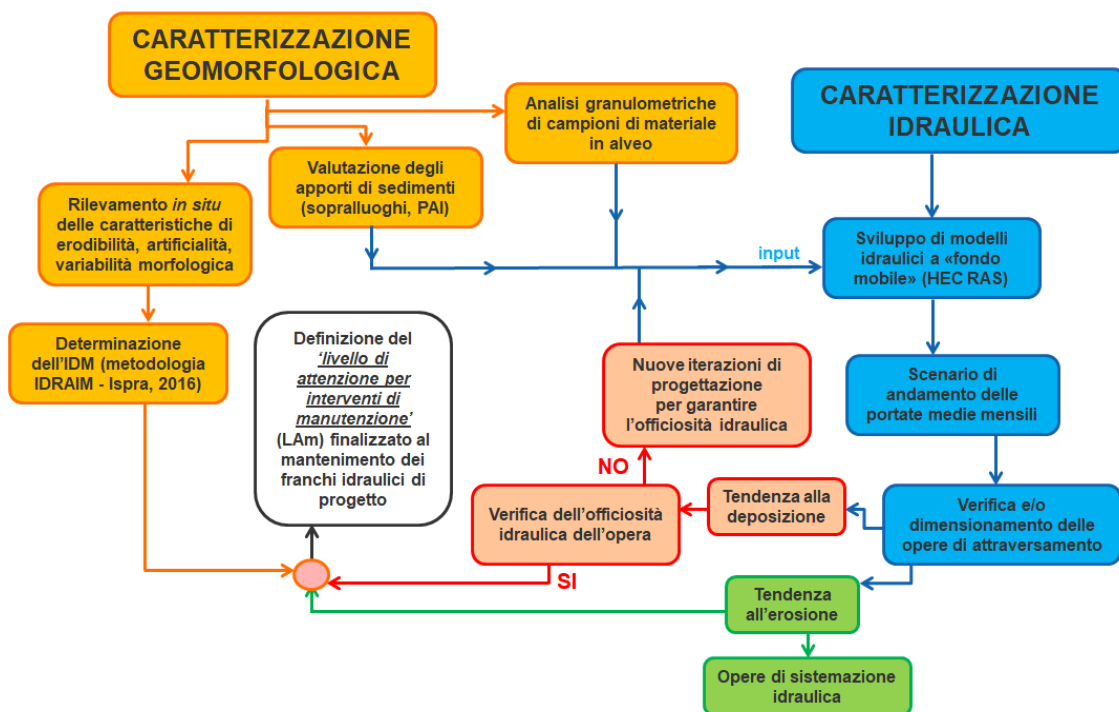 CARATTERIZZAZIONE
GEOMORFOLOGICA
Analisi granulometriche
di campioni di materiale
in alveo
CARATTERIZZAZIONE
IDRAULICA
Valutazione degli
apporti di sedimenti
(sopralluoghi, PAI)
Rilevamento in situ
delle caratteristiche di
erodibilità, artificialità,
variabilità morfologica
input
Sviluppo di modelli
idraulici a «fondo
mobile» (HEC RAS)
Determinazione
dell’IDM (metodologia
IDRAIM - Ispra, 2016)
Definizione del
‘livello di
attenzione per
interventi di
manutenzione’
(LAm) finalizzato al
mantenimento dei
franchi idraulici di
progetto
Nuove iterazioni di
progettazione
per garantire
l’officiosità idraulica
Scenario di
andamento delle
portate medie mensili
NO
Verifica dell’officiosità
idraulica dell’opera
Tendenza alla
deposizione
Verifica e/o
dimensionamento delle
opere di attraversamento
SI
Tendenza
all’erosione
Opere di sistemazione
idraulica